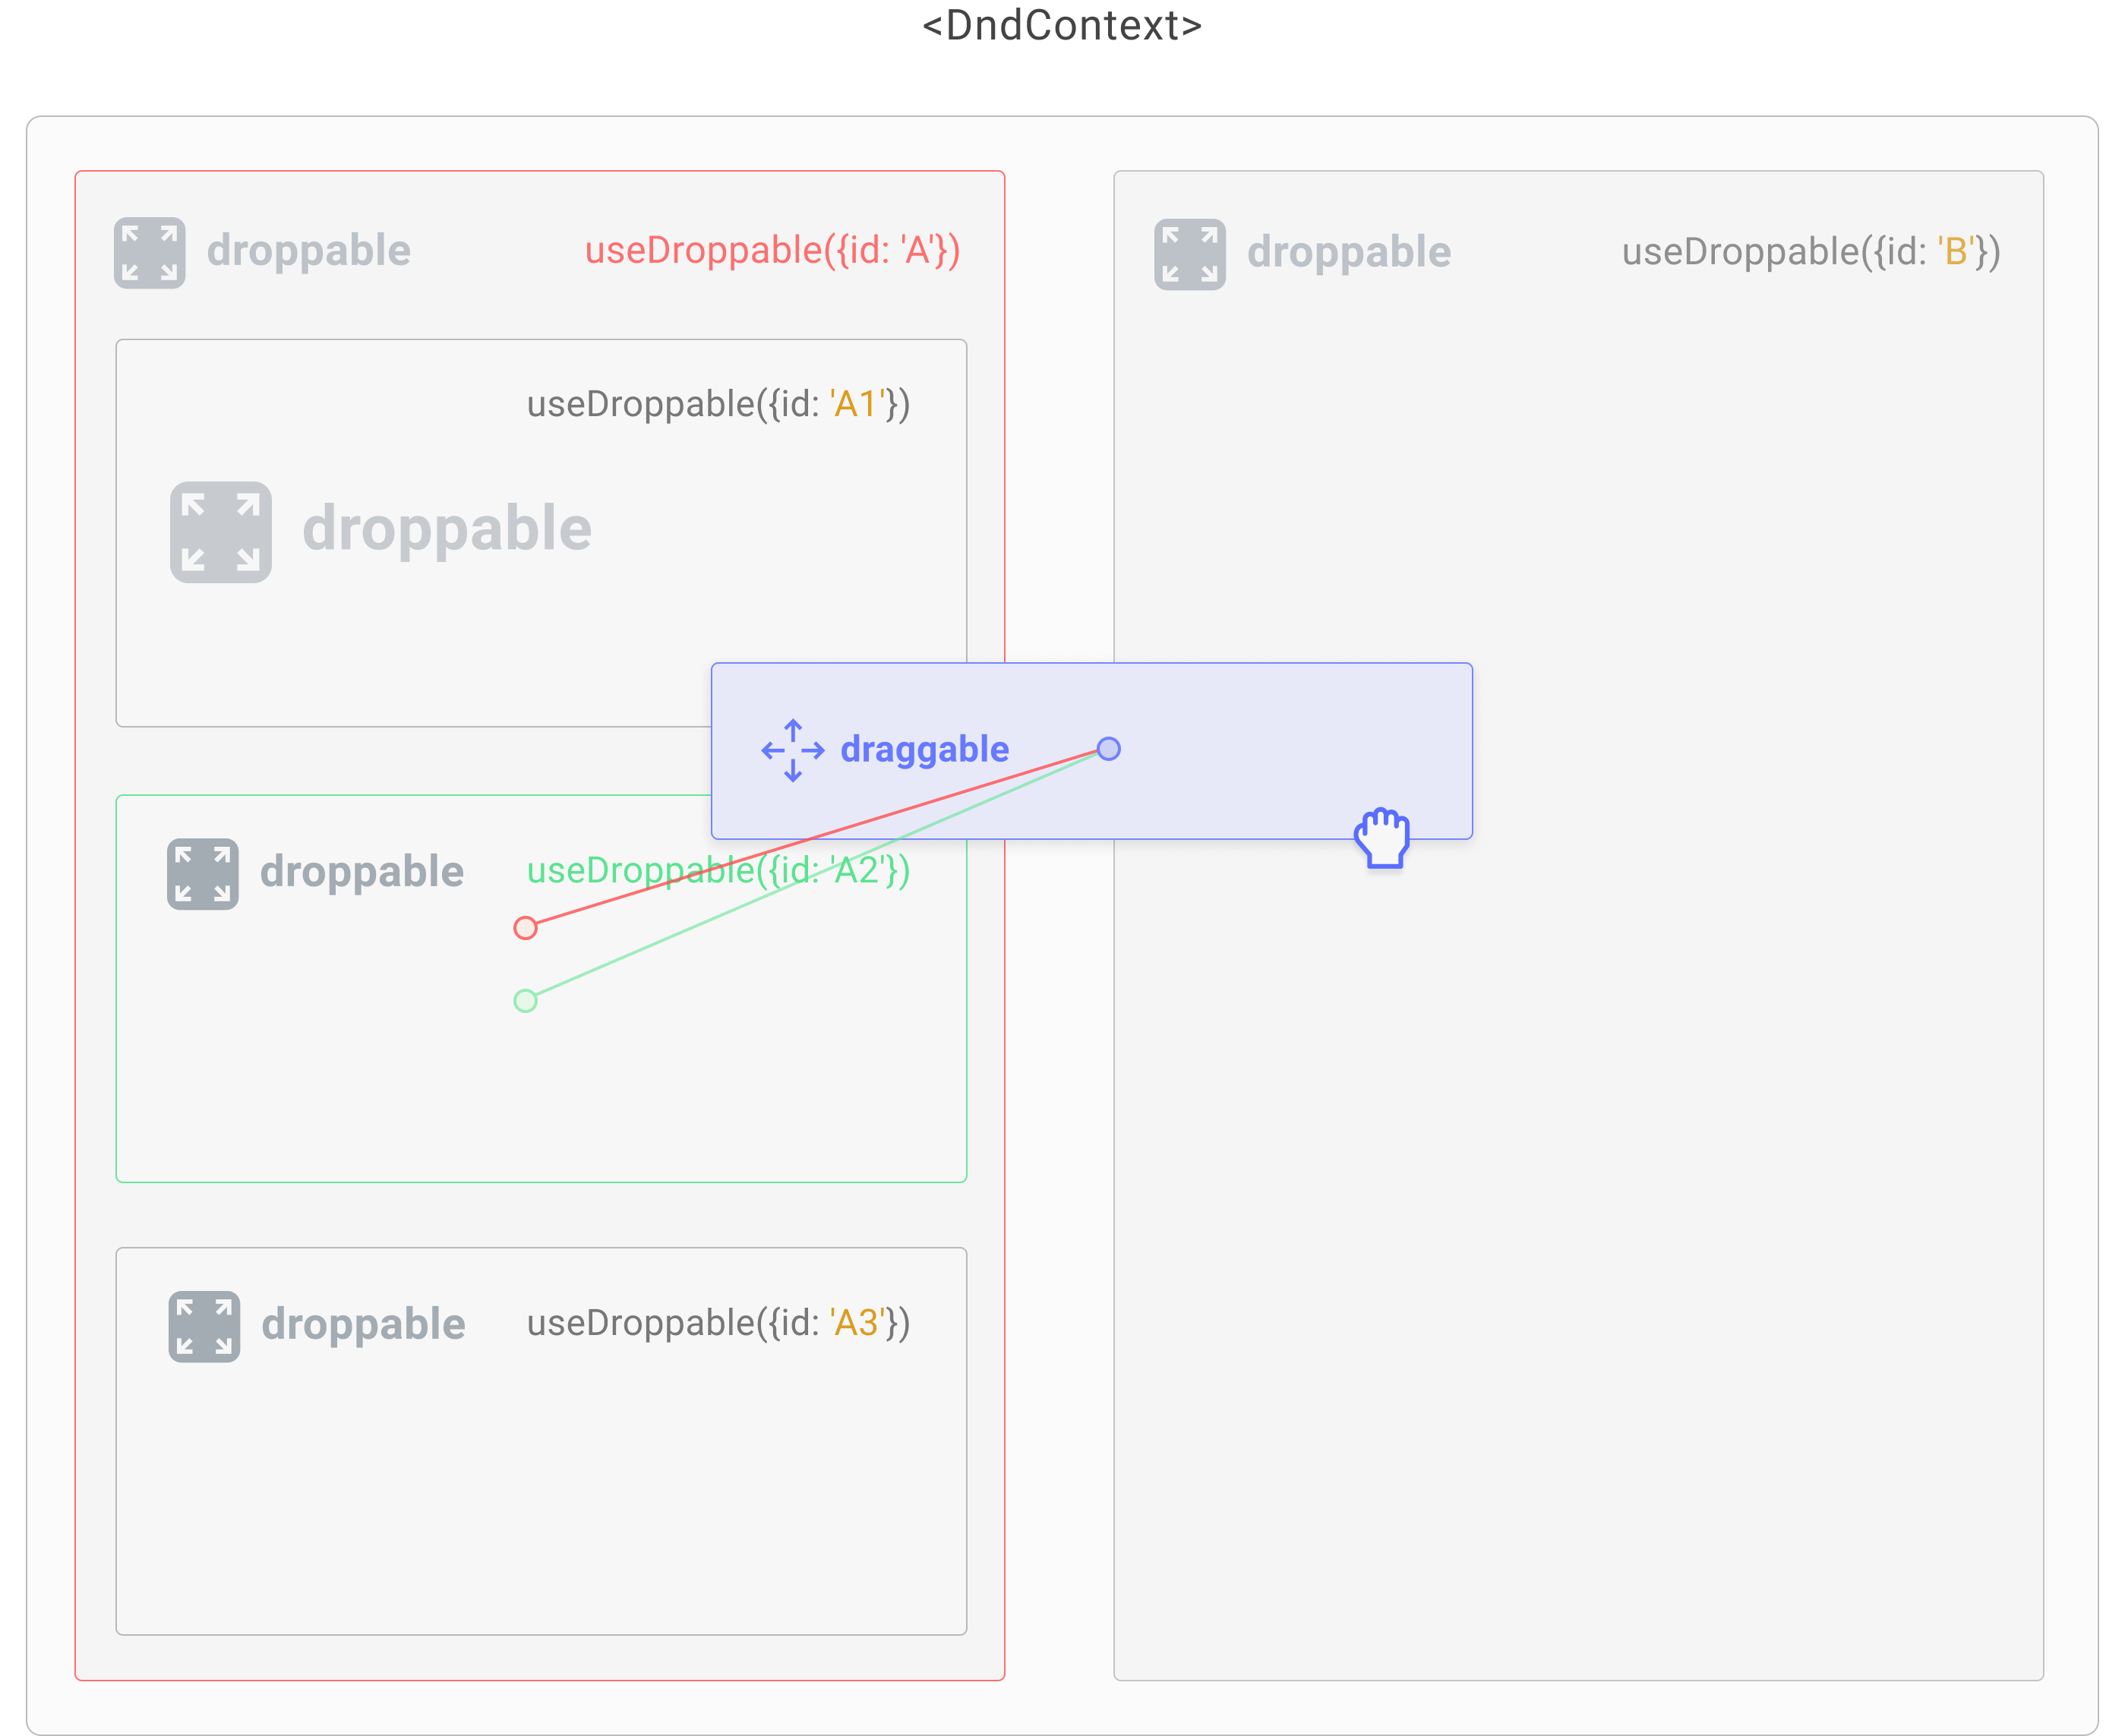 <DndContext>
droppable useDroppable({id: 'A'})
droppable useDroppable({id: 'B'})
useDroppable({id: 'A1'})
droppable
draggable
droppable useDroppable({id: 'A2'})
droppable useDroppable({id: 'A3'})